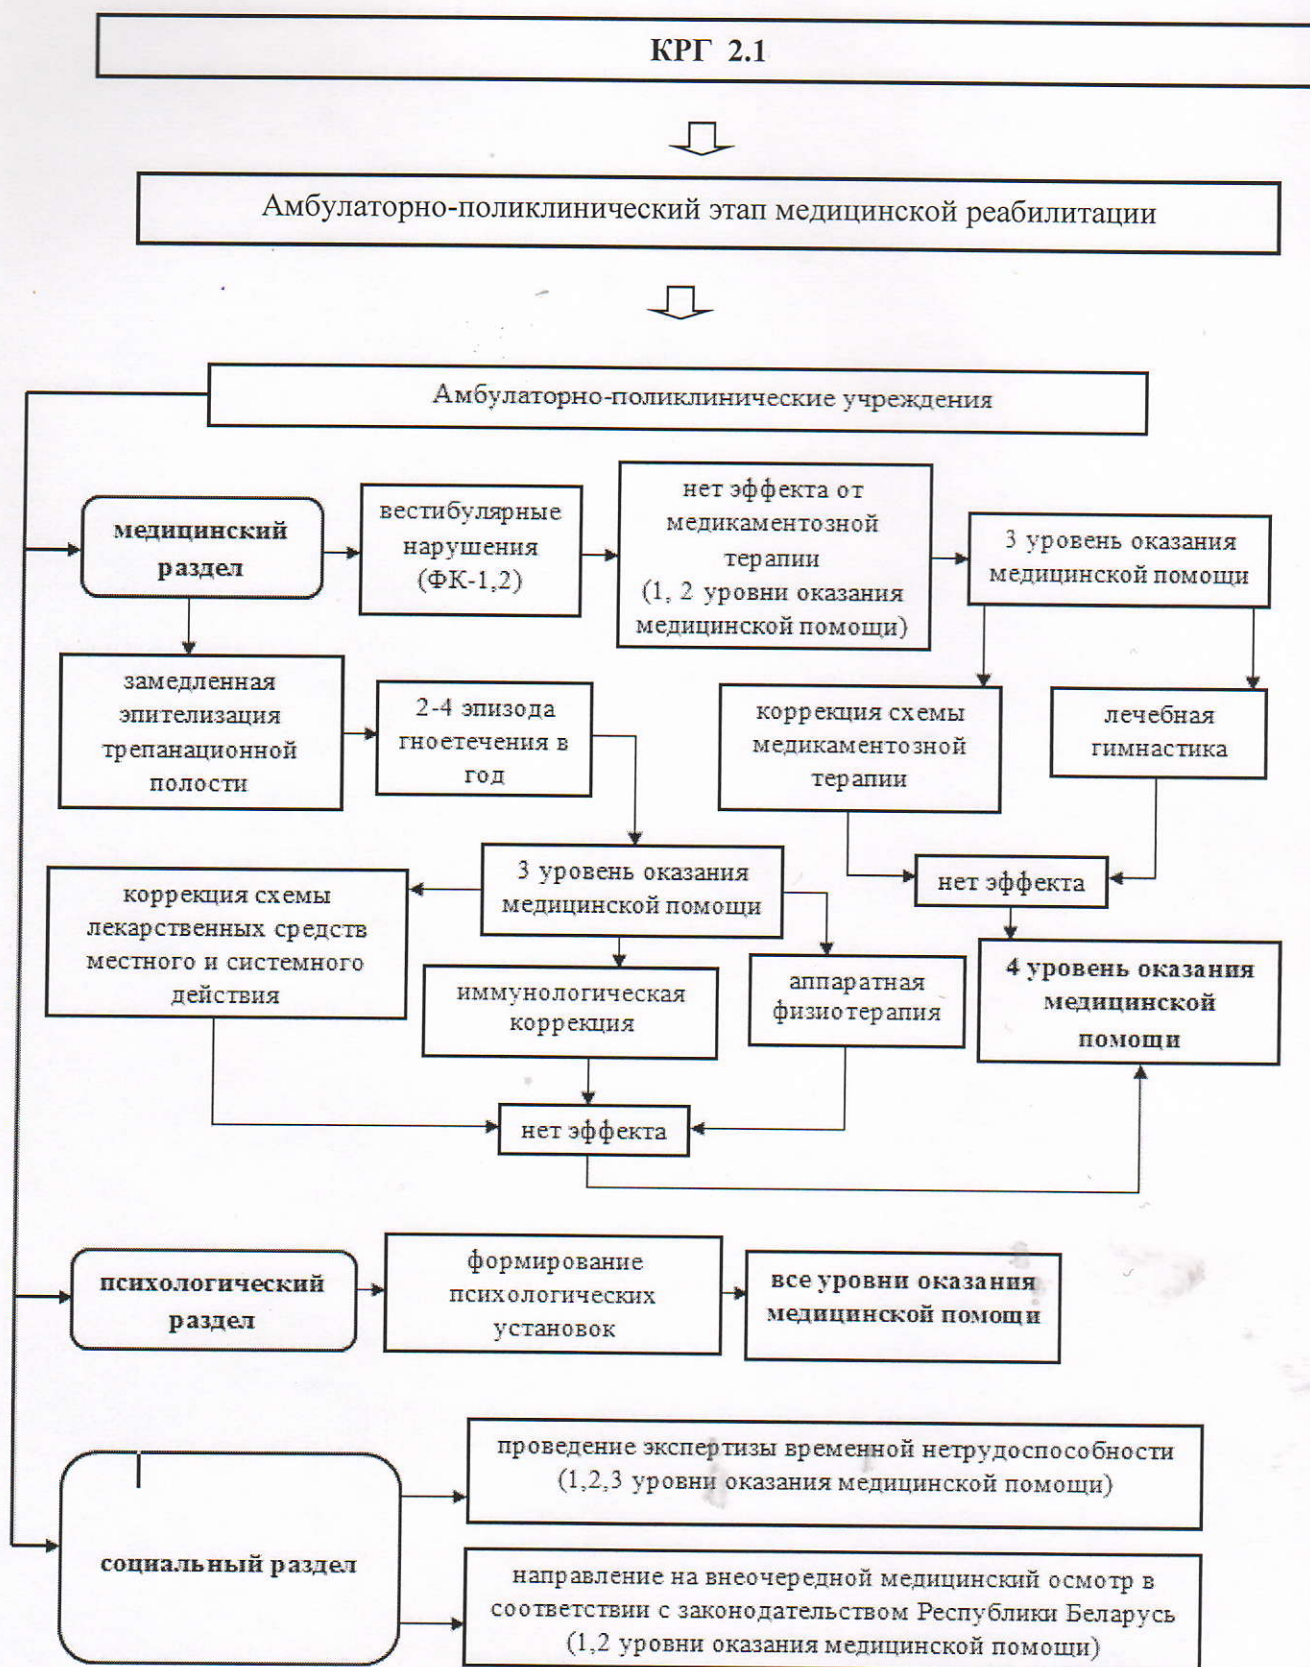 КРГ 2.1
Амбулаторно-поликлинический этап медицинской реабилитации
Амбулаторно-поликлинические учреждения
медицинский
раздел
вестибулярные
нарушения
(ФК-1,2)
нет эффекта от
медикаментозной
терапии
(1, 2 уровни оказания
медицинской помощи)
3 уровень оказания
медицинской помощи
замедленная
эпителизация
трепанационной
полости
2-4 эпизода
гноетечения в
год
коррекция схемы
медикаментозной
терапии
лечебная
гимнастика
3 уровень оказания
медицинской помощи
нет эффекта
коррекция схемы
лекарственных средств
местного и системного
действия
иммунологическая
коррекция
аппаратная
физиотерапия
4 уровень оказания
медицинской
помощи
нет эффекта
психологический
раздел
формирование
психологических
установок
все уровни оказания
медицинской помощи
социальный раздел
проведение экспертизы временной нетрудоспособности
(1,2,3 уровни оказания медицинской помощи)
направление на внеочередной медицинский осмотр в
соответствии с законодательством Республики Беларусь
(1,2 уровни оказания медицинской помощи)